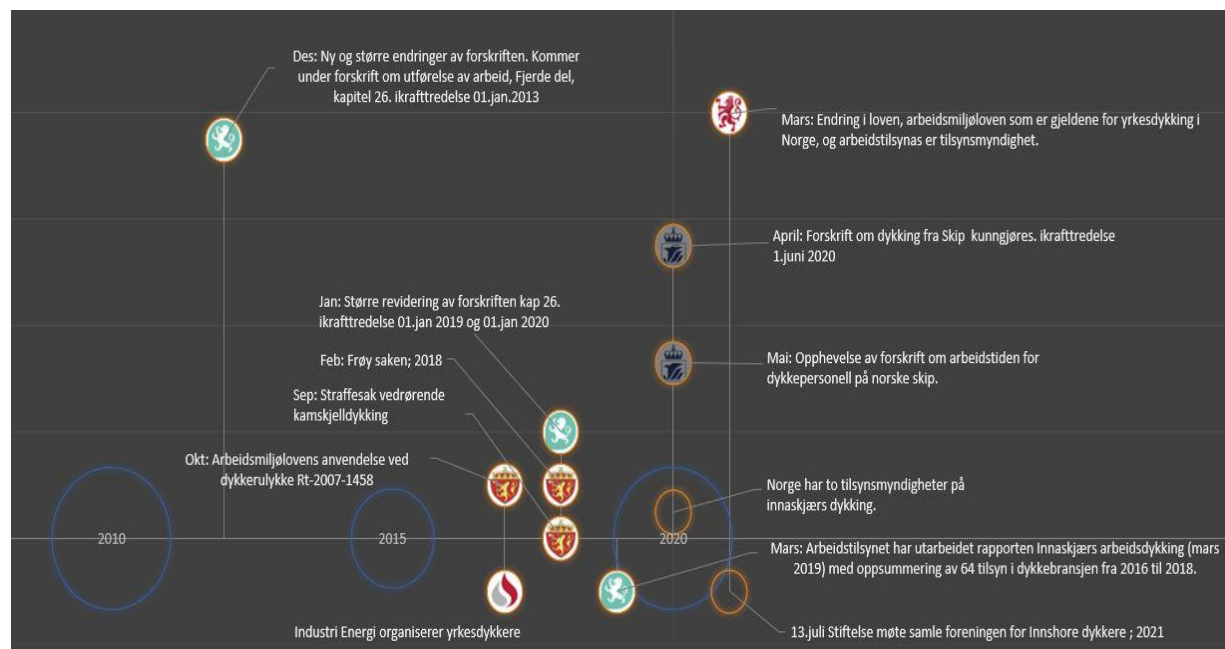 Des: Ny og større endringer av forskriften. Kommer
under forskrift om utførelse av arbeid, Fjerde del,
kapitel 26. ikrafttredelse 01.jan.2013
Mars: Endring i loven, arbeidsmiljøloven som er gjeldene for yrkesdykking i
Norge, og arbeidstilsynas er tilsynsmyndighet.
April: Forskrift om dykking fra Skip kunngjøres. ikrafttredelse
1.juni 2020
Jan: Større revidering av forskriften kap 26.
ikrafttredelse 01.jan 2019 og 01.jan 2020
Feb: Frøy saken; 2018
Mai: Opphevelse av forskrift om arbeidstiden for
dykkepersonell på norske skip.
Sep: Straffesak vedrørende
kamskjelldykking
Okt: Arbeidsmiljølovens anvendelse ved
dykkerulykke Rt-2007-1458
Norge har to tilsynsmyndigheter på
innaskjærs dykking.
2010
2015
2020
Mars: Arbeidstilsynet har utarbeidet rapporten Innaskjærs arbeidsdykking (mars
2019) med oppsummering av 64 tilsyn i dykkebransjen fra 2016 til 2018.
Industri Energi organiserer yrkesdykkere
13.juli Stiftelse møte samle foreningen for Innshore dykkere ; 2021